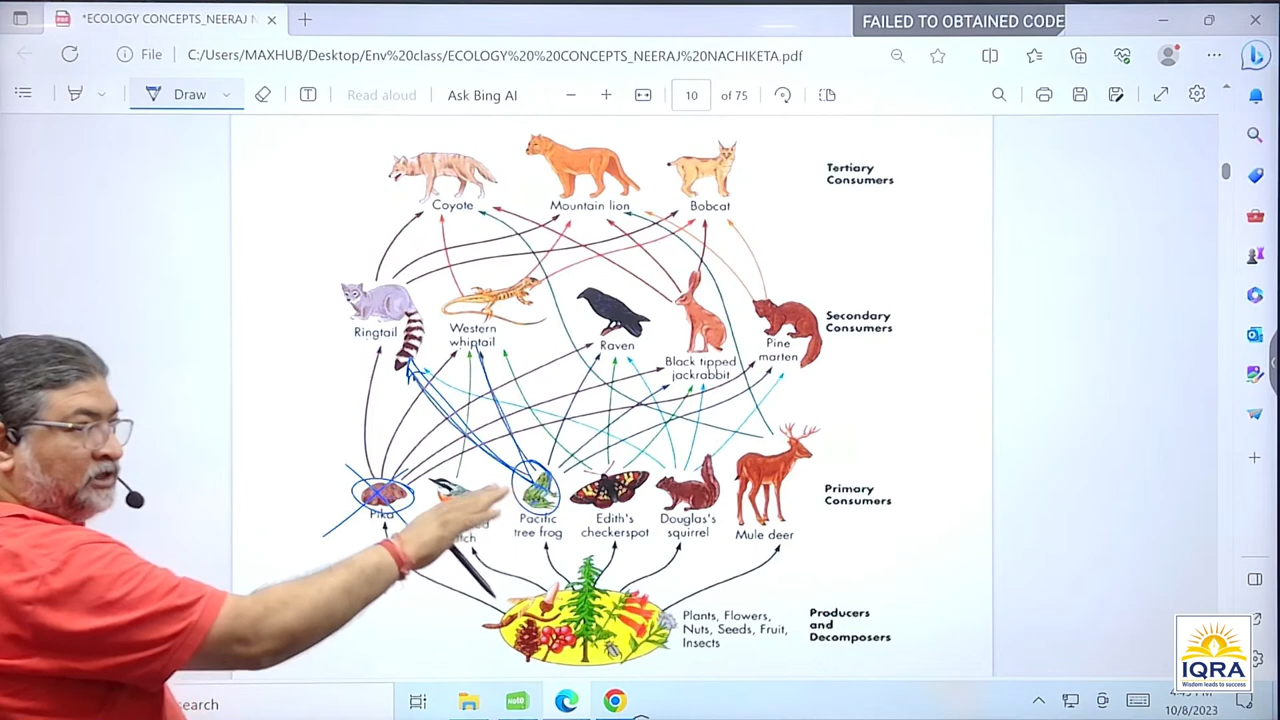 *ECOLOGY CONCEPTS_NEERAJ N
FAILED TO OBTAINED CODE
File
C:/Users/MAXHUB/Desktop/Env%20class/ECOLOGY%20%20CONCEPTS_NEERAJ%20NACHIKETA.pdf
Draw
Read aloud
Ask Bing AI
10
of 75
Tertiary
Consumers
Coyote
Mountain lion
Bobcat
Secondary
Consumers
Ringtail
Western
whiptail
Raven
Black tipped
jackrabbit
Pine
marten
Primary
Consumers
Pika
Pacific
tree frog
Edith's
checkerspot
Douglas's
squirrel
Mule deer
Plants, Flowers,
Nuts, Seeds, Fruit,
Insects
Producers
and
Decomposers
IQRA
Wisdom leads to success
search
10/8/2023